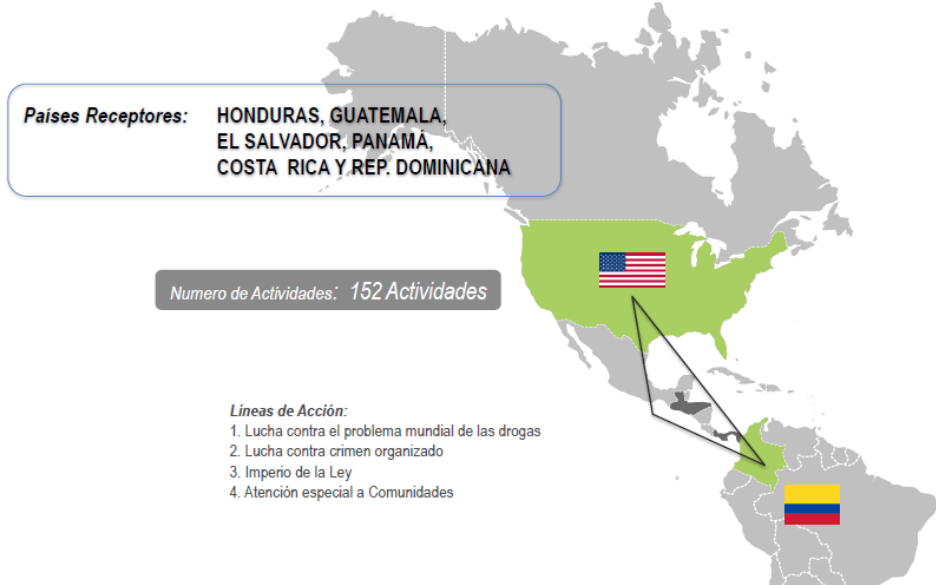 Países Receptores: HONDURAS, GUATEMALA,
EL SALVADOR, PANAMÁ,
COSTA RICA Y REP. DOMINICANA
Numero de Actividades: 152 Actividades
Líneas de Acción:
1. Lucha contra el problema mundial de las drogas
2. Lucha contra crimen organizado
3. Imperio de la Ley
4. Atención especial a Comunidades